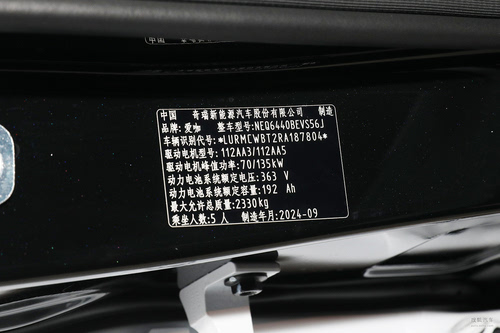 中国 奇瑞新能源汽车股份有限公司 制造
品牌: 爱咖 整车型号:NEQ6440BEVS56J
车辆识别代号: *LURMCWBT2RA187804*
驱动电机型号: 112AA3/112AA5
驱动电机峰值功率: 70/135kW
动力电池系统额定电压: 363 V
动力电池系统额定容量: 192 Ah
最大允许总质量: 2330kg
乘坐人数: 5 人 制造年月: 2024-09